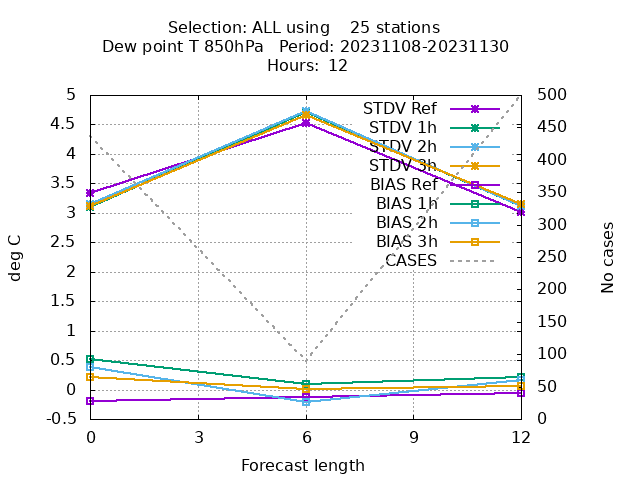 Selection: ALL using    25 stations
Dew point T 850hPa   Period: 20231108-20231130
Hours:  12
5
4.5
4
3.5
3
2.5
2
1.5
1
0.5
0
-0.5
deg C
500
450
400
350
300
250
200
150
100
50
0
No cases
STDV Ref
STDV 1h
STDV 2h
STDV 3h
BIAS Ref
BIAS 1h
BIAS 2h
BIAS 3h
CASES
0 3 6 9 12
Forecast length